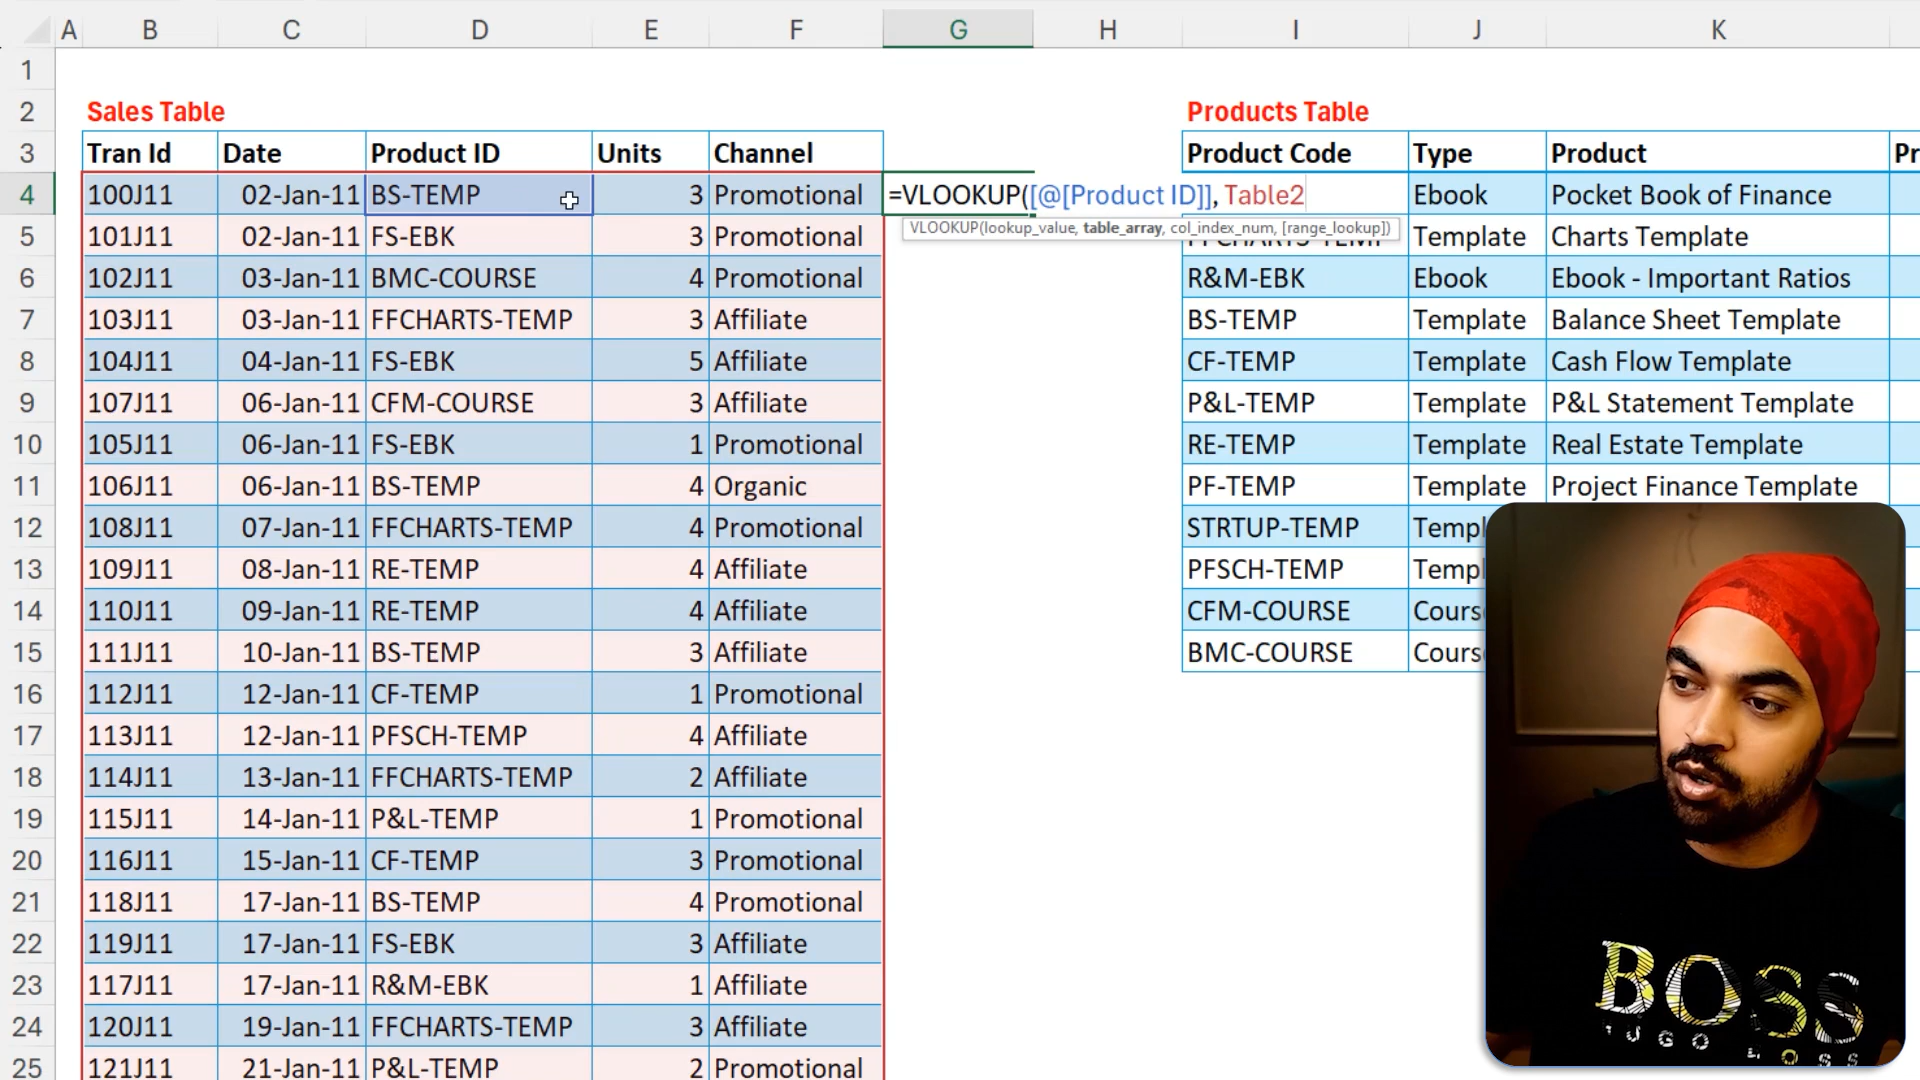 A B C D E F G H I J K
1
2 Sales Table Products Table
3 Tran Id Date Product ID Units Channel Product Code Type Product Pr
4 100J11 02-Jan-11 BS-TEMP 3 Promotional =VLOOKUP([@[Product ID]], Table2 Ebook Pocket Book of Finance
VLOOKUP(lookup_value, table_array, col_index_num, [range_lookup])
5 101J11 02-Jan-11 FS-EBK 3 Promotional FFCHARTS-TEMP Template Charts Template
6 102J11 03-Jan-11 BMC-COURSE 4 Promotional R&M-EBK Ebook Ebook - Important Ratios
7 103J11 03-Jan-11 FFCHARTS-TEMP 3 Affiliate BS-TEMP Template Balance Sheet Template
8 104J11 04-Jan-11 FS-EBK 5 Affiliate CF-TEMP Template Cash Flow Template
9 107J11 06-Jan-11 CFM-COURSE 3 Affiliate P&L-TEMP Template P&L Statement Template
10 105J11 06-Jan-11 FS-EBK 1 Promotional RE-TEMP Template Real Estate Template
11 106J11 06-Jan-11 BS-TEMP 4 Organic PF-TEMP Template Project Finance Template
12 108J11 07-Jan-11 FFCHARTS-TEMP 4 Promotional STRTUP-TEMP Templ
13 109J11 08-Jan-11 RE-TEMP 4 Affiliate PFSCH-TEMP Templ
14 110J11 09-Jan-11 RE-TEMP 4 Affiliate CFM-COURSE Cours
15 111J11 10-Jan-11 BS-TEMP 3 Affiliate BMC-COURSE Cours
16 112J11 12-Jan-11 CF-TEMP 1 Promotional
17 113J11 12-Jan-11 PFSCH-TEMP 4 Affiliate
18 114J11 13-Jan-11 FFCHARTS-TEMP 2 Affiliate
19 115J11 14-Jan-11 P&L-TEMP 1 Promotional
20 116J11 15-Jan-11 CF-TEMP 3 Promotional
21 118J11 17-Jan-11 BS-TEMP 4 Promotional
22 119J11 17-Jan-11 FS-EBK 3 Affiliate
23 117J11 17-Jan-11 R&M-EBK 1 Affiliate
24 120J11 19-Jan-11 FFCHARTS-TEMP 3 Affiliate
25 121J11 21-Jan-11 P&L-TEMP 2 Promotional
BOSS